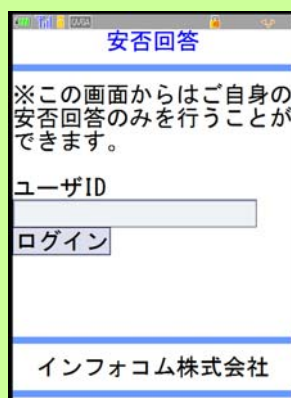 安否回答
※この画面からはご自身の
安否回答のみを行うことが
できます。
ユーザID
ログイン
インフォコム株式会社